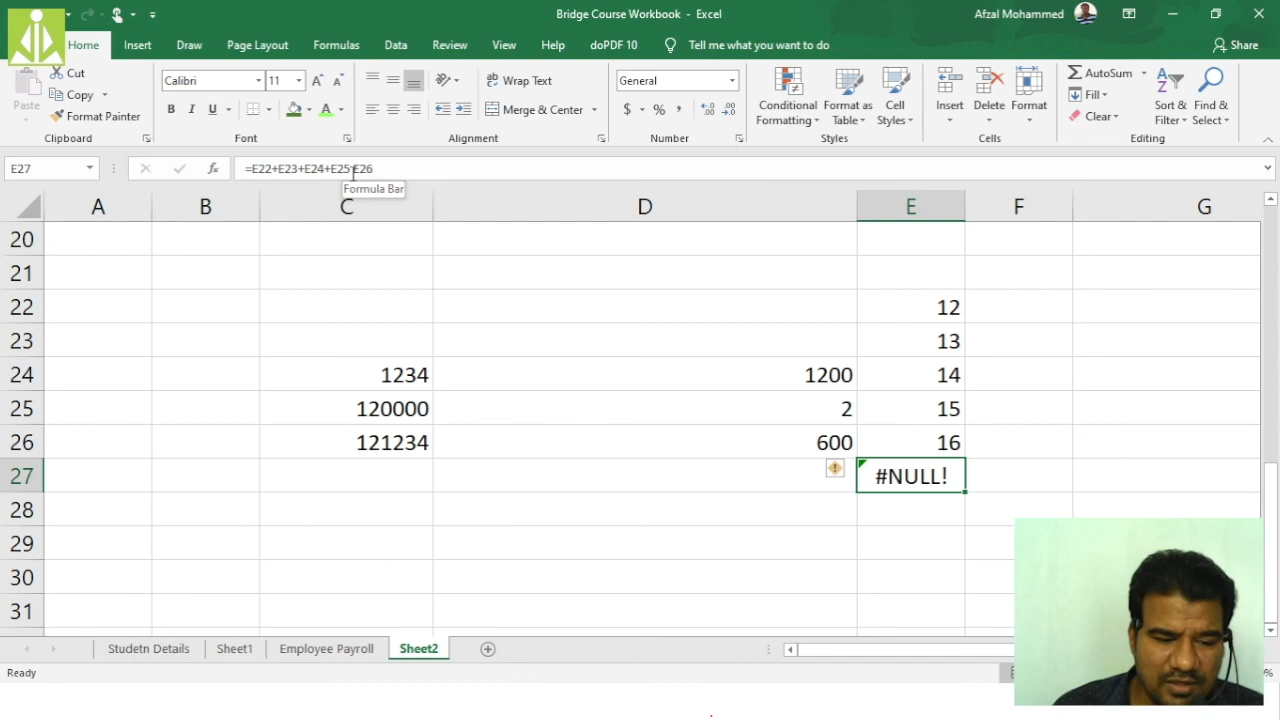 Bridge Course Workbook - Excel
Afzal Mohammed
Home Insert Draw Page Layout Formulas Data Review View Help doPDF 10 Tell me what you want to do Share
Paste
Cut
Copy
Format Painter
Clipboard
Calibri 11
B I U
Font
Wrap Text
Merge & Center
Alignment
General
$ % ,
Number
Conditional Formatting
Format as Table
Cell Styles
Styles
Insert Delete Format
Cells
AutoSum
Fill
Clear
Sort & Filter
Find & Select
Editing
E27 fx =E22+E23+E24+E25 E26
Formula Bar
A B C D E F G
20
21
22 12
23 13
24 1234 1200 14
25 120000 2 15
26 121234 600 16
27 #NULL!
28
29
30
31
Studetn Details Sheet1 Employee Payroll Sheet2
Ready